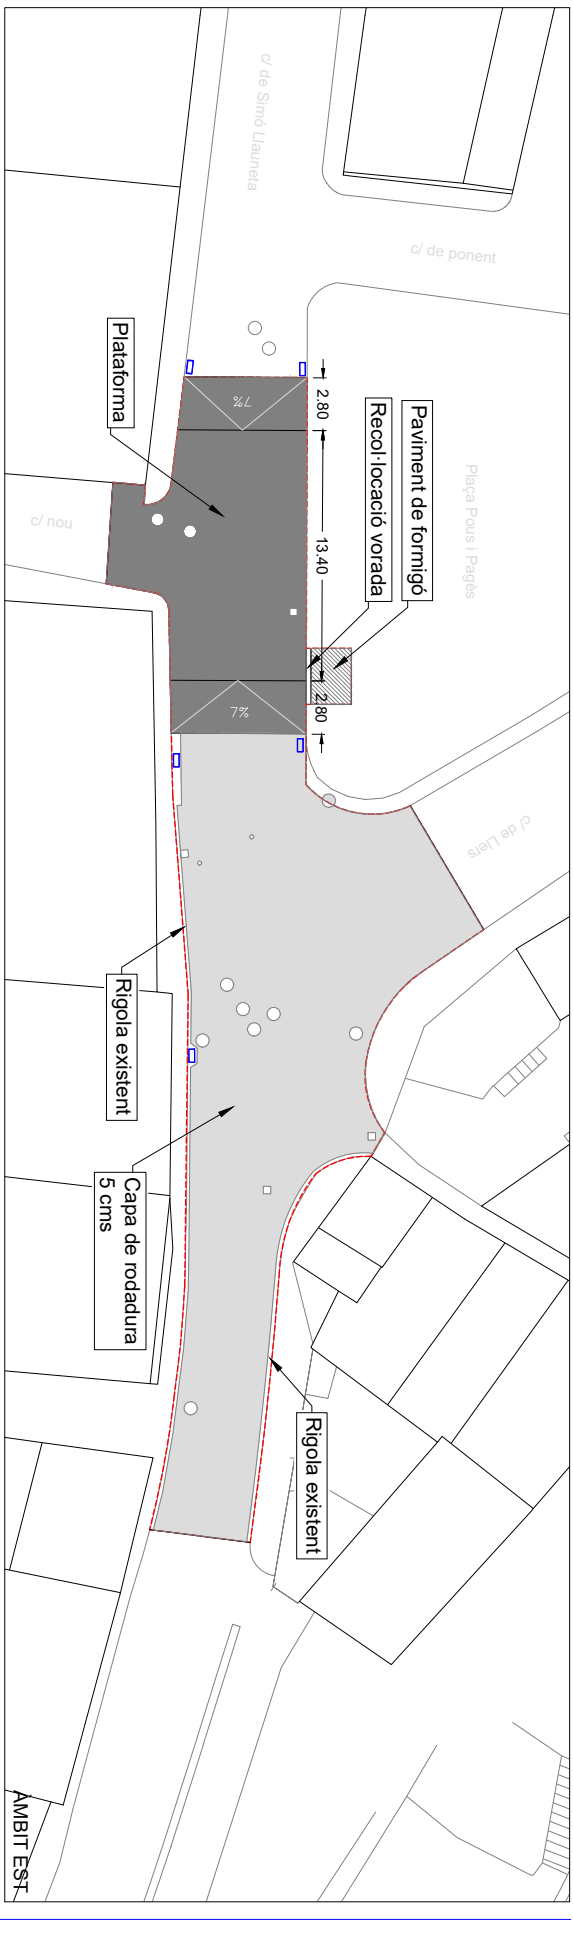 c/ de Simó Llauneta
c/ de ponent
Plaça Pous i Pagès
Paviment de formigó
Recol·locació vorada
2.80
13.40
2.80
7%
7%
Plataforma
c/ nou
c/ de Llers
Rigola existent
Capa de rodadura
5 cms
Rigola existent
ÀMBIT EST